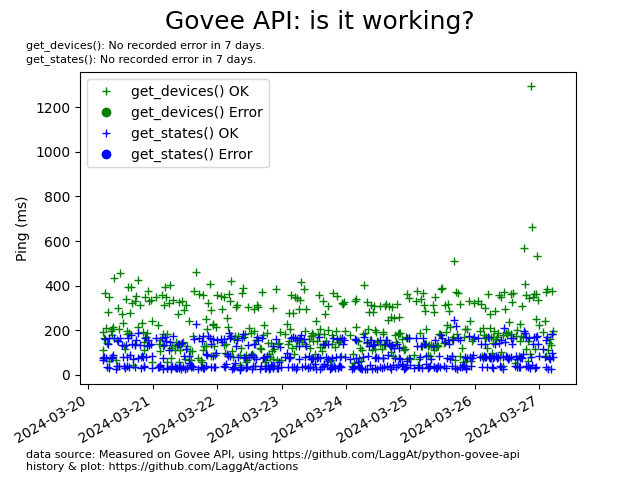 Govee API: is it working?
get_devices(): No recorded error in 7 days.
get_states(): No recorded error in 7 days.
get_devices() OK
get_devices() Error
get_states() OK
get_states() Error
Ping (ms)
1200
1000
800
600
400
200
0
2024-03-20
2024-03-21
2024-03-22
2024-03-23
2024-03-24
2024-03-25
2024-03-26
2024-03-27
data source: Measured on Govee API, using https://github.com/LaggAt/python-govee-api
history & plot: https://github.com/LaggAt/actions